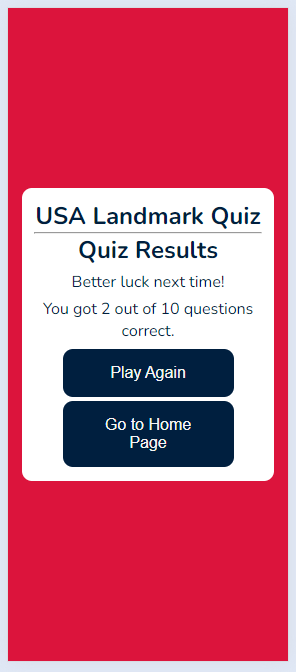 USA Landmark Quiz
Quiz Results
Better luck next time!
You got 2 out of 10 questions
correct.
Play Again
Go to Home
Page